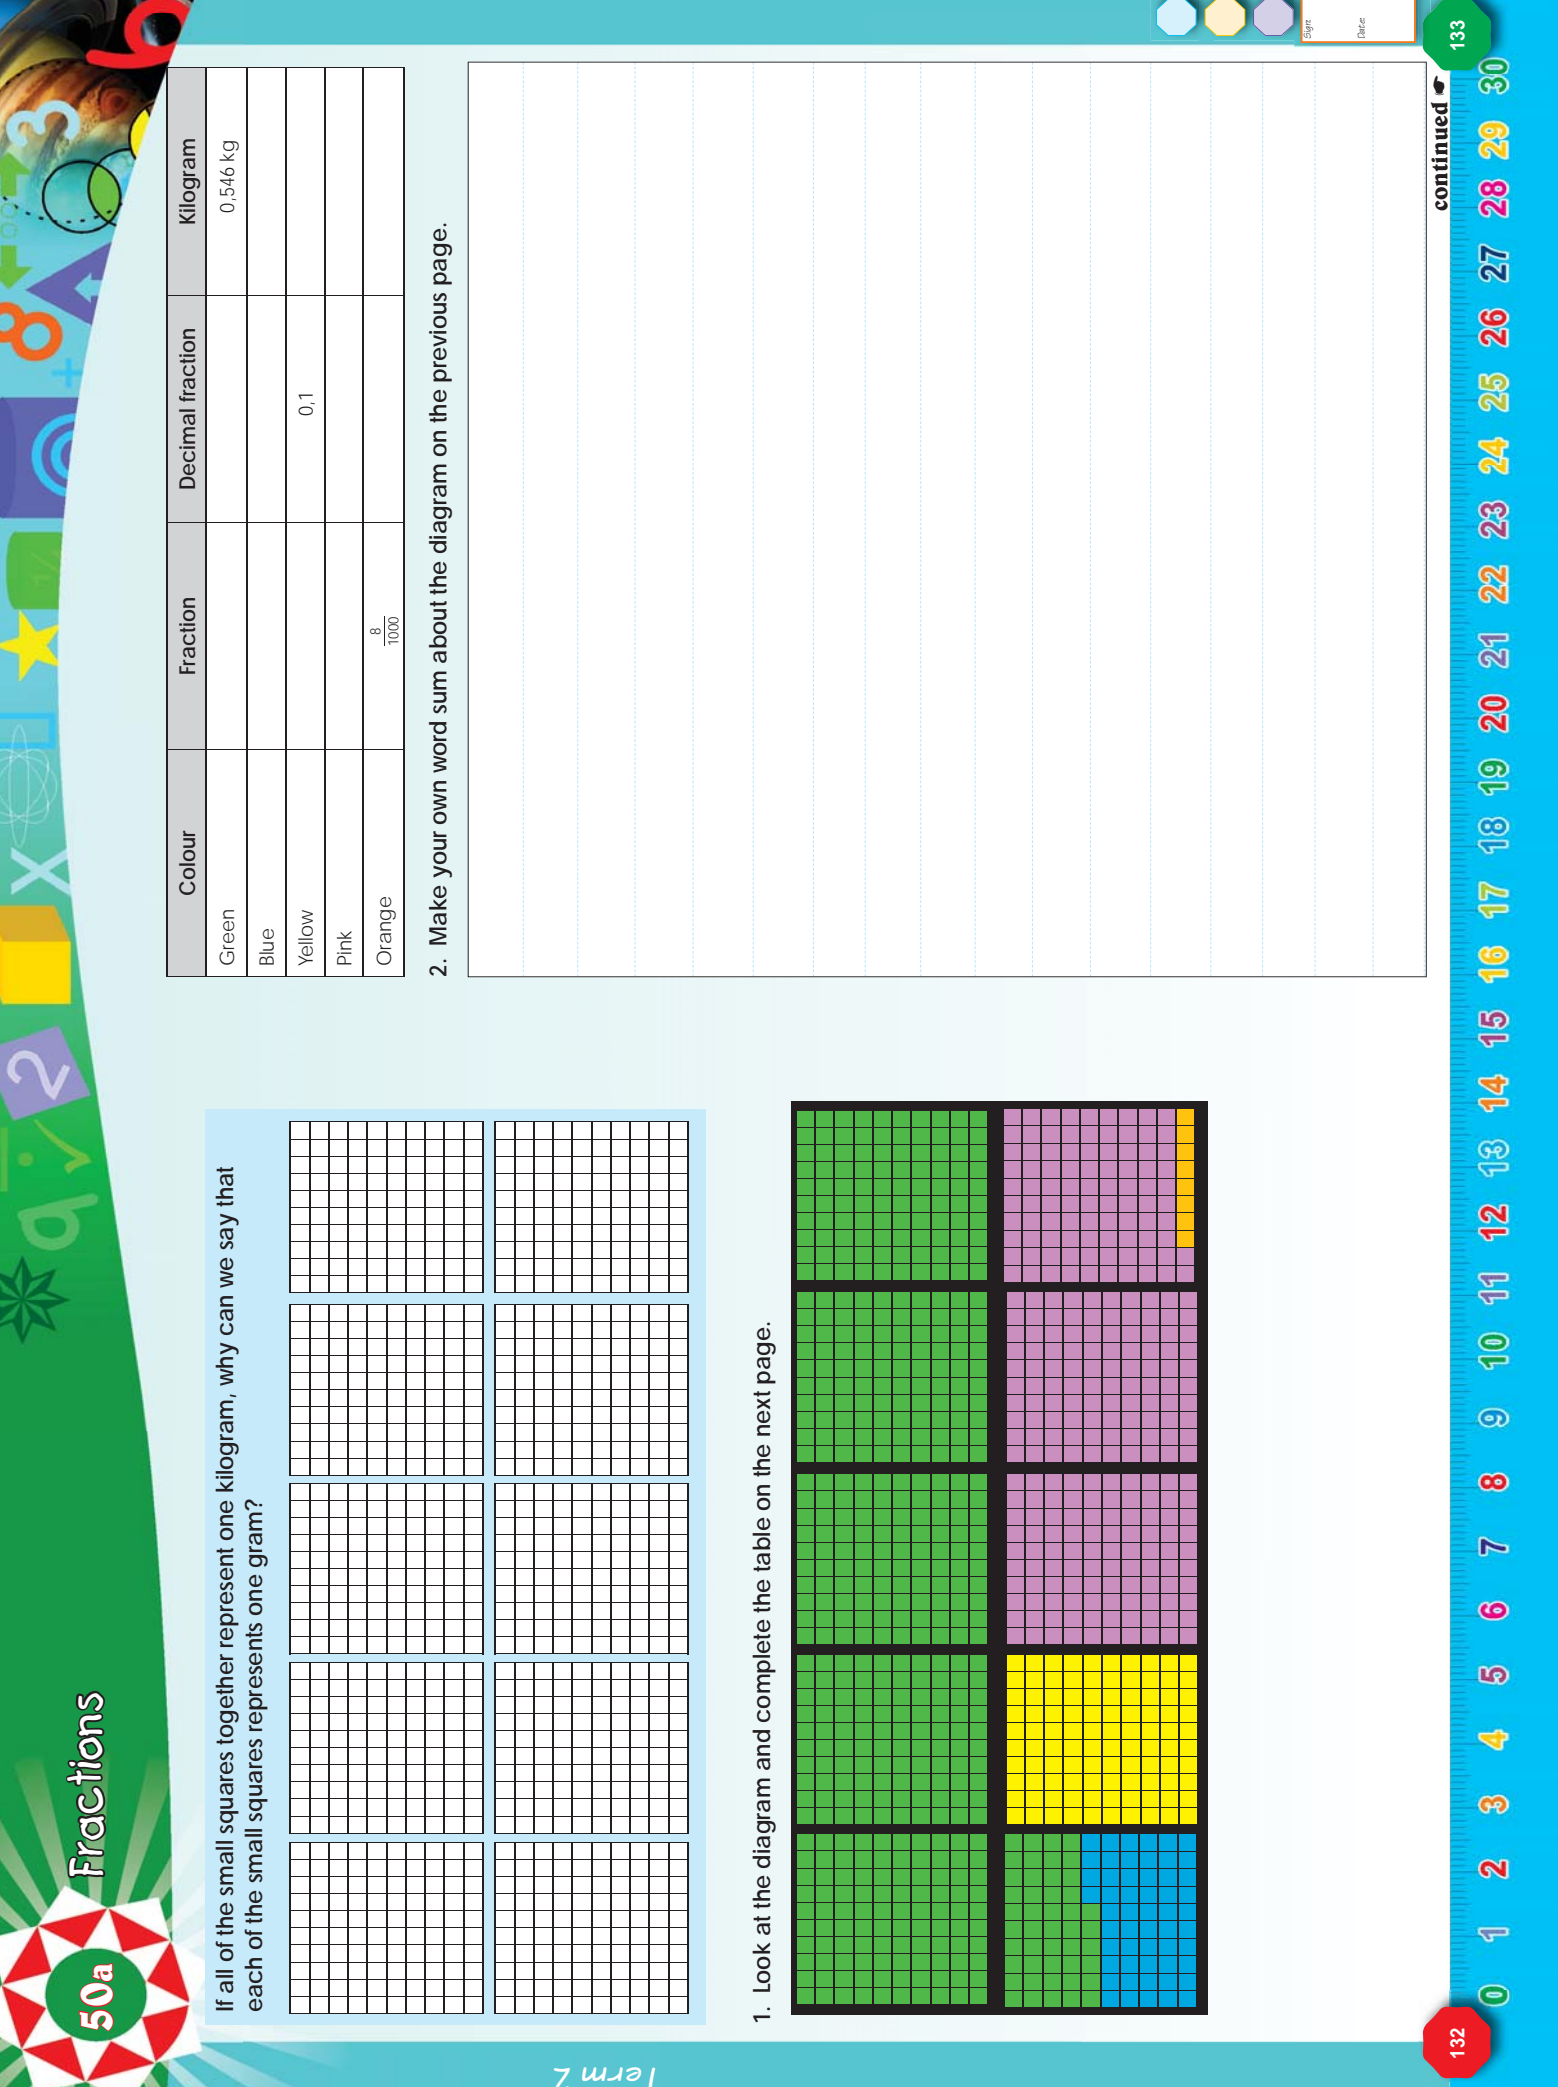 50a
Fractions
Term 2
If all of the small squares together represent one kilogram, why can we say that
each of the small squares represents one gram?
1. Look at the diagram and complete the table on the next page.
132
Colour Fraction Decimal fraction Kilogram
Green 0,546 kg
Blue
Yellow 0,1
Pink
Orange 8/1000
2. Make your own word sum about the diagram on the previous page.
continued ☛
Sign:
Date:
133
0 1 2 3 4 5 6 7 8 9 10 11 12 13 14 15 16 17 18 19 20 21 22 23 24 25 26 27 28 29 30